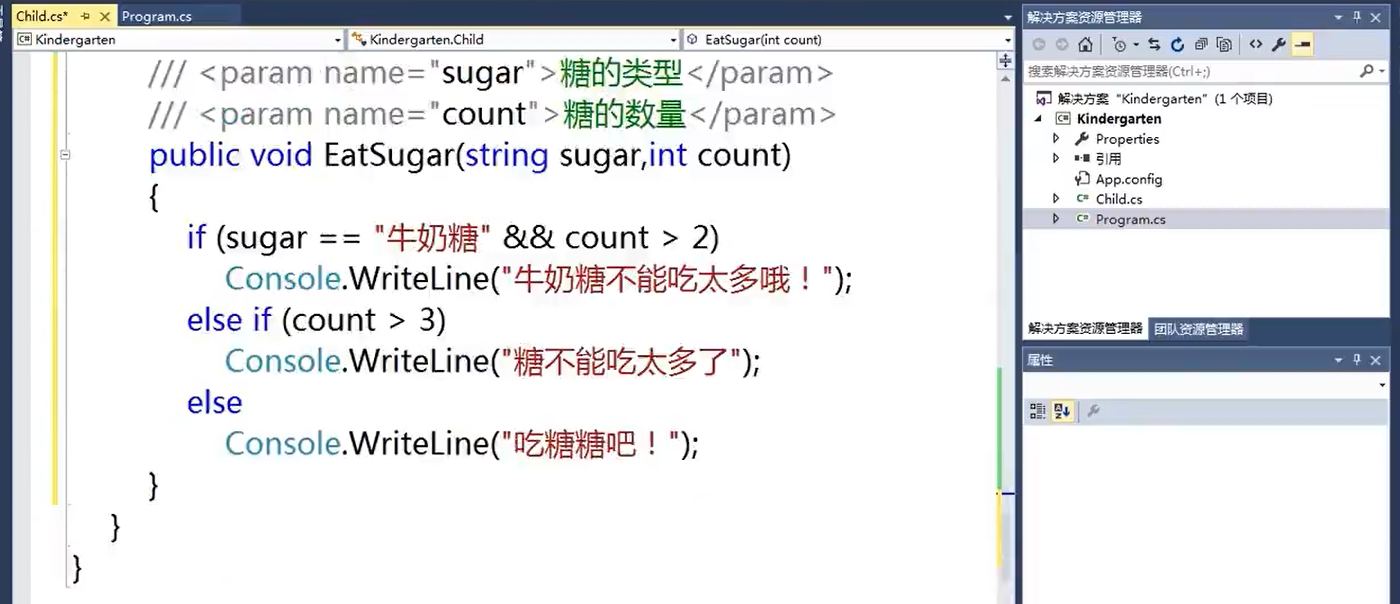 Child.cs*
Program.cs
Kindergarten
Kindergarten.Child
EatSugar(int count)
/// <param name="sugar">糖的类型</param>
/// <param name="count">糖的数量</param>
public void EatSugar(string sugar,int count)
{
if (sugar == "牛奶糖" && count > 2)
Console.WriteLine("牛奶糖不能吃太多哦！");
else if (count > 3)
Console.WriteLine("糖不能吃太多了");
else
Console.WriteLine("吃糖糖吧！");
}
}
}
解决方案资源管理器
搜索解决方案资源管理器(Ctrl+;)
解决方案 "Kindergarten" (1 个项目)
Kindergarten
Properties
引用
App.config
Child.cs
Program.cs
解决方案资源管理器
团队资源管理器
属性